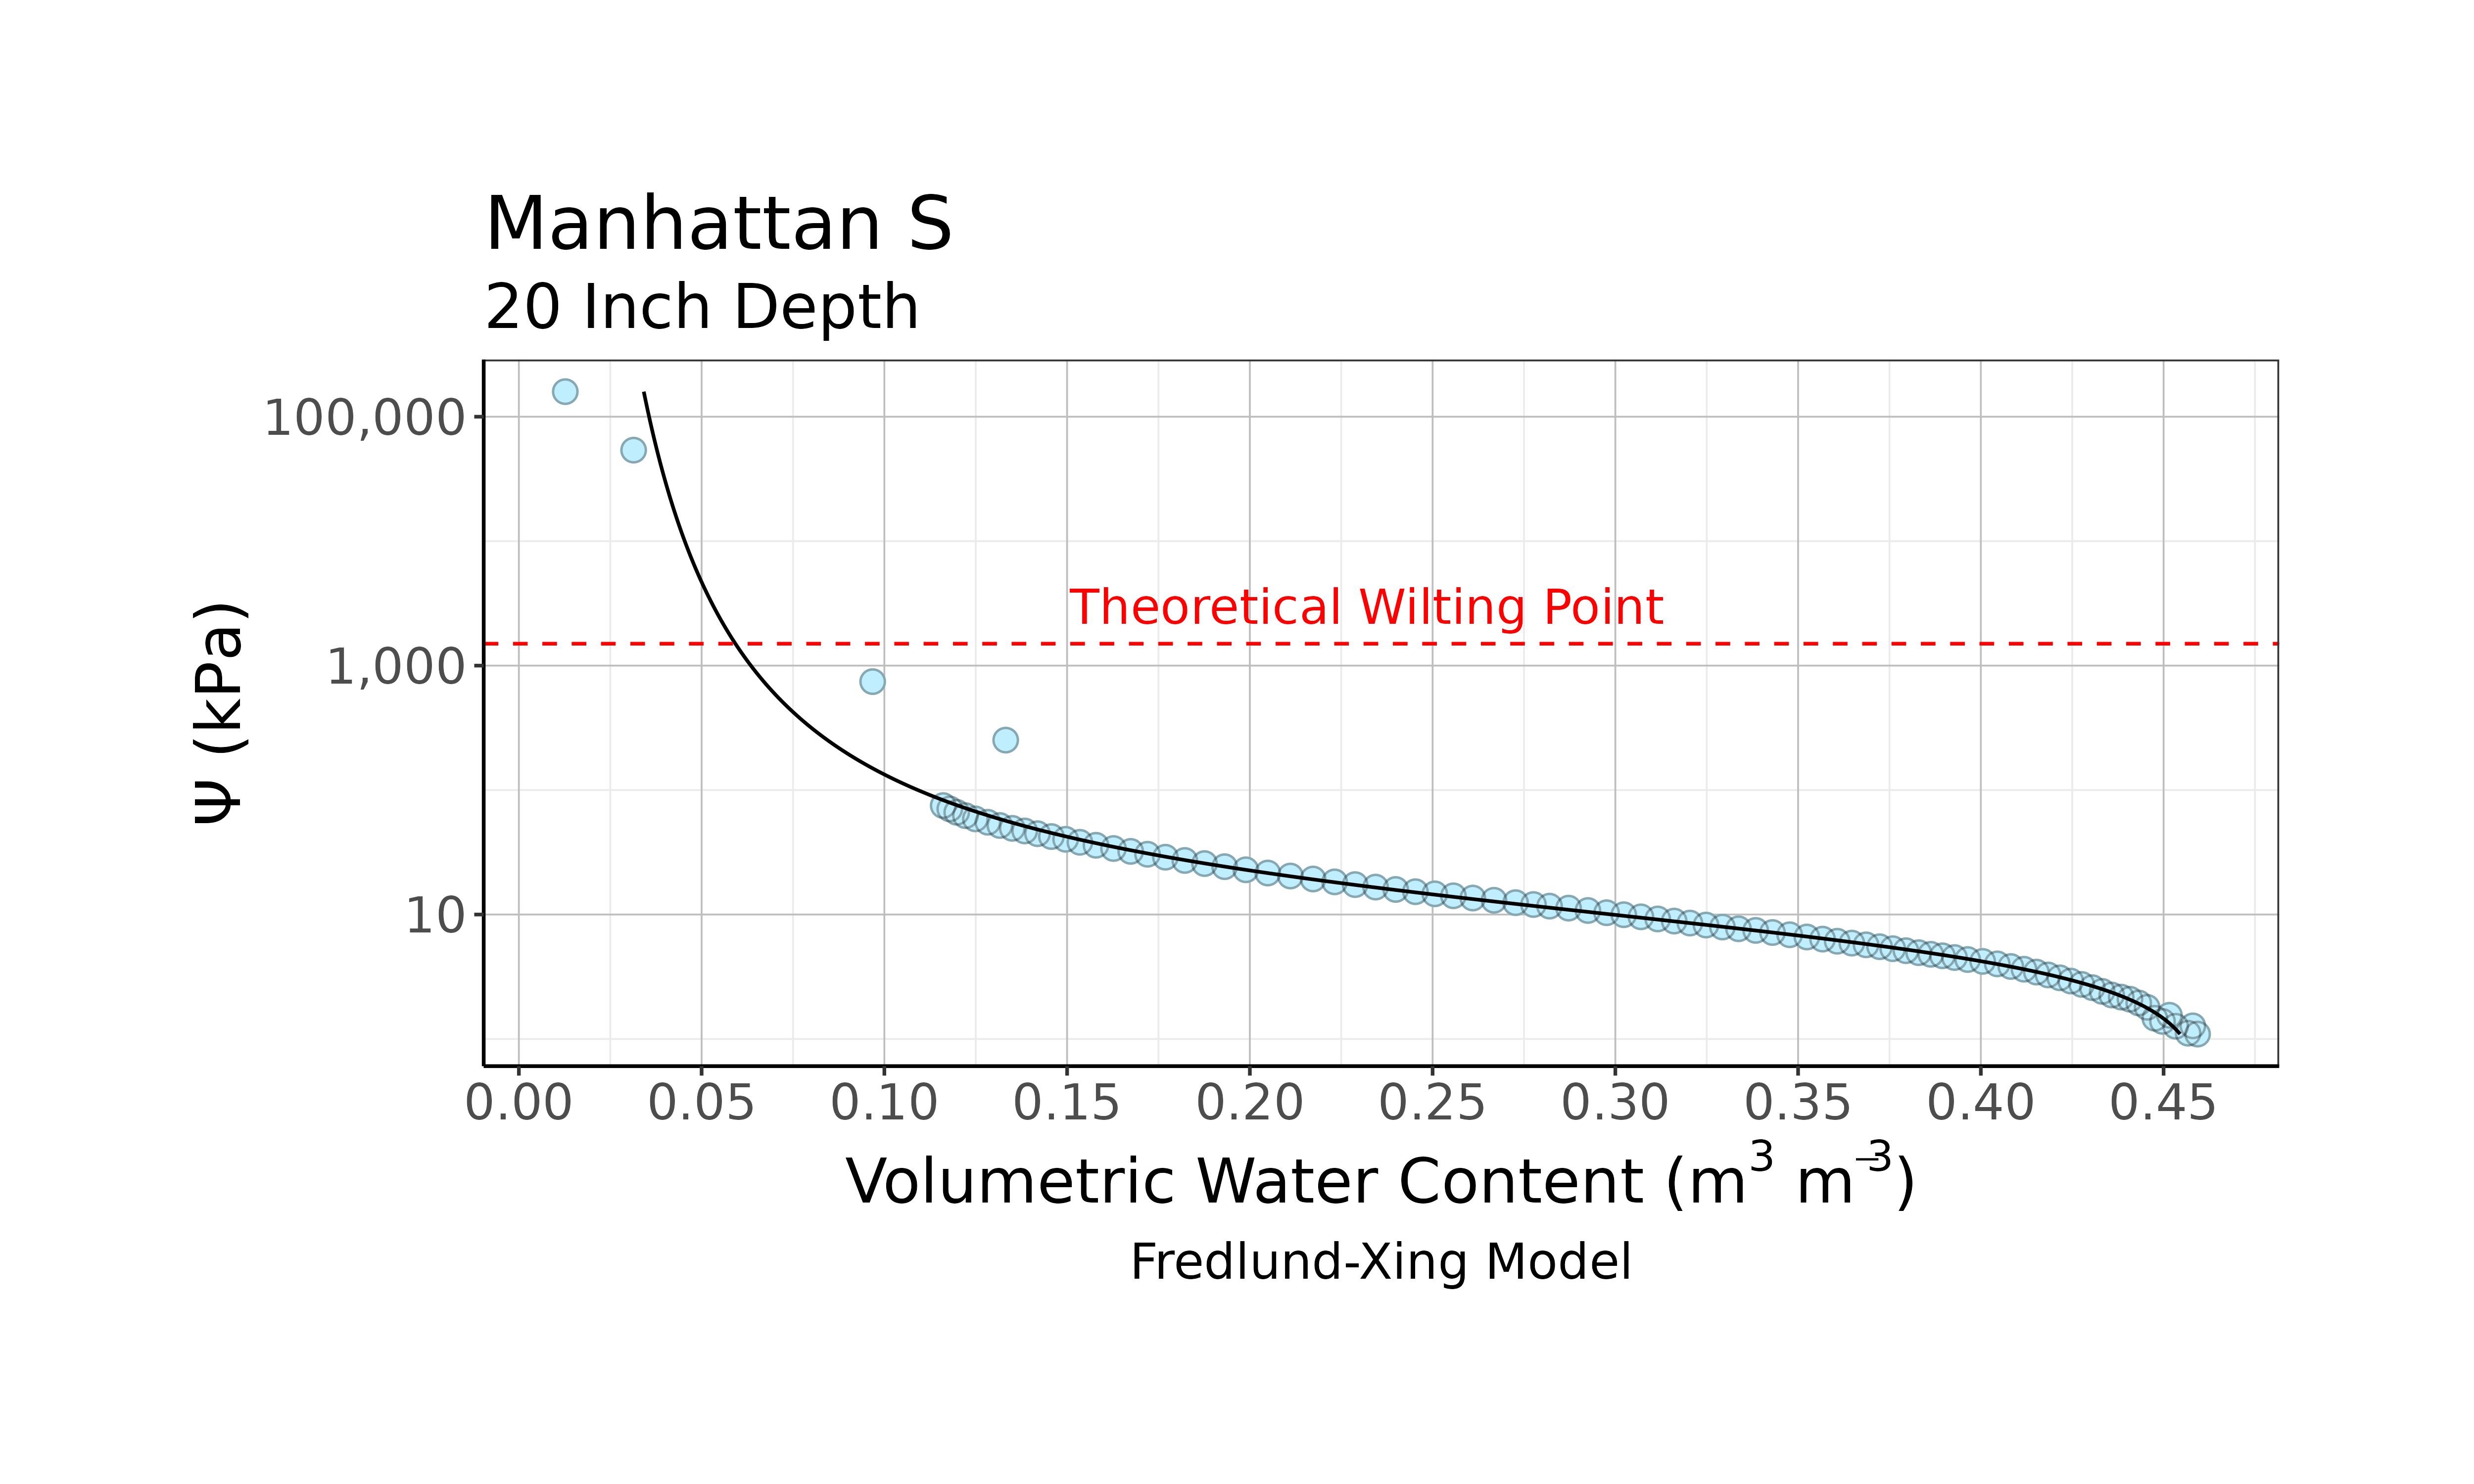 Manhattan S
20 Inch Depth
100,000
1,000
10
Ψ (kPa)
Theoretical Wilting Point
0.00 0.05 0.10 0.15 0.20 0.25 0.30 0.35 0.40 0.45
Volumetric Water Content (m³ m⁻³)
Fredlund-Xing Model